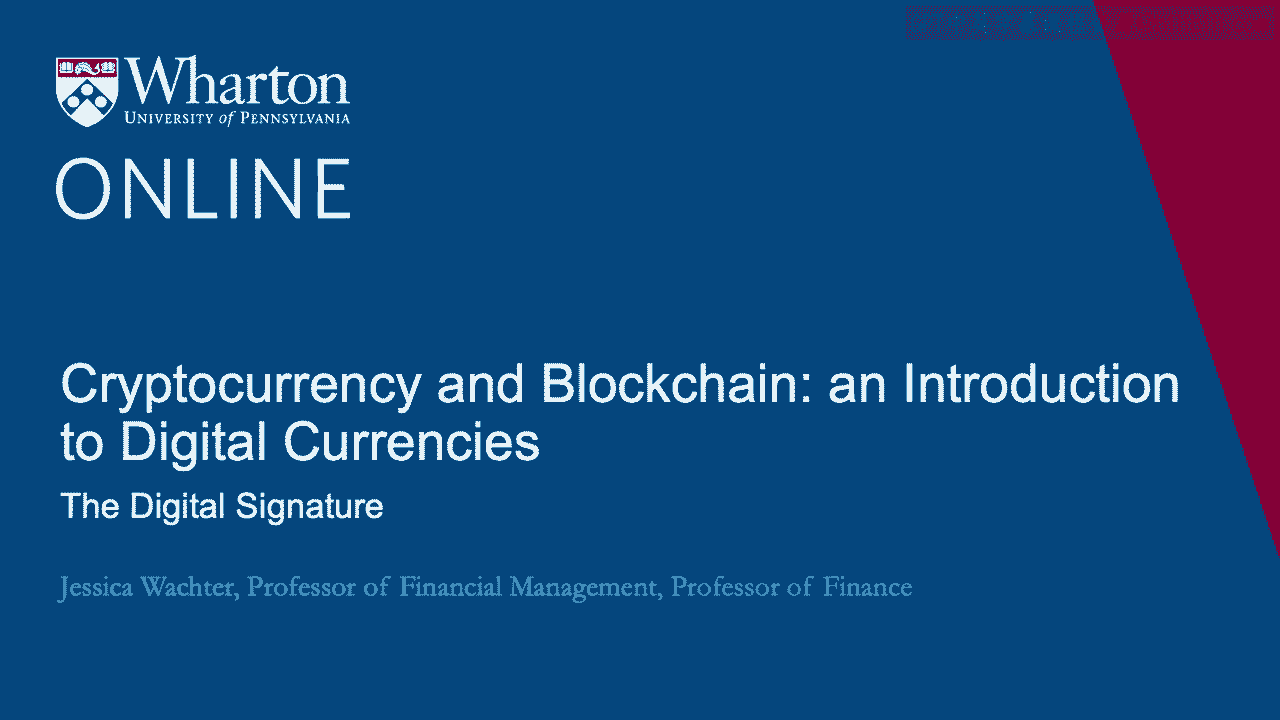 Wharton
UNIVERSITY of PENNSYLVANIA
ONLINE
Cryptocurrency and Blockchain: an Introduction
to Digital Currencies
The Digital Signature
Jessica Wachter, Professor of Financial Management, Professor of Finance